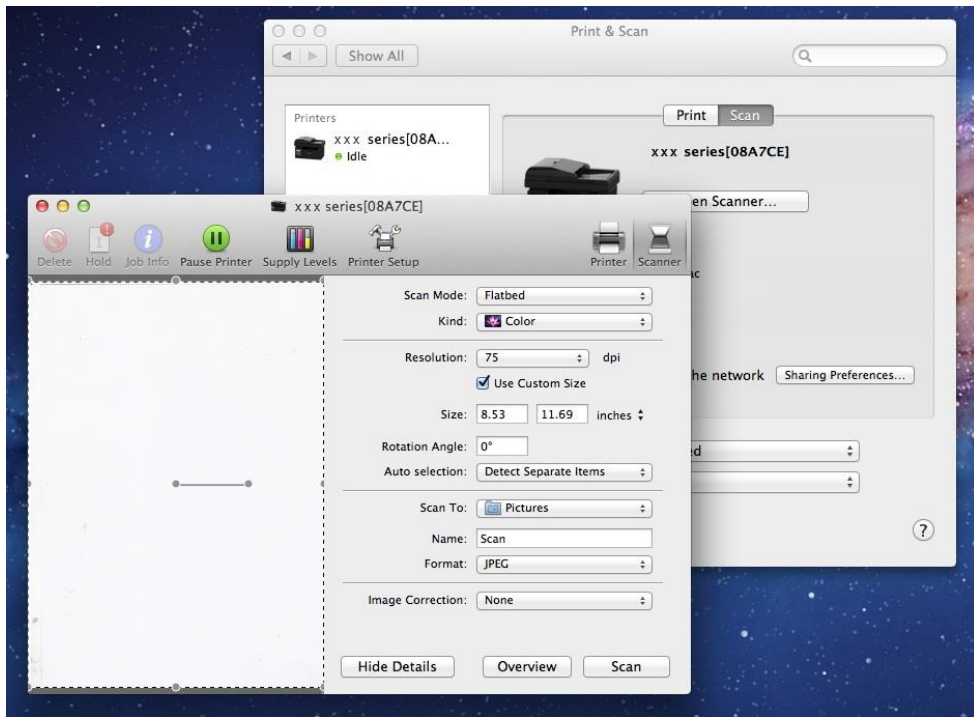 Print & Scan
Show All
Printers
xxx series[08A...
Idle
Print Scan
xxx series[08A7CE]
en Scanner...
ac
he network Sharing Preferences...
ed
?
xxx series[08A7CE]
Delete Hold Job Info Pause Printer Supply Levels Printer Setup Printer Scanner
Scan Mode: Flatbed
Kind: Color
Resolution: 75 dpi
Use Custom Size
Size: 8.53 11.69 inches
Rotation Angle: 0°
Auto selection: Detect Separate Items
Scan To: Pictures
Name: Scan
Format: JPEG
Image Correction: None
Hide Details Overview Scan